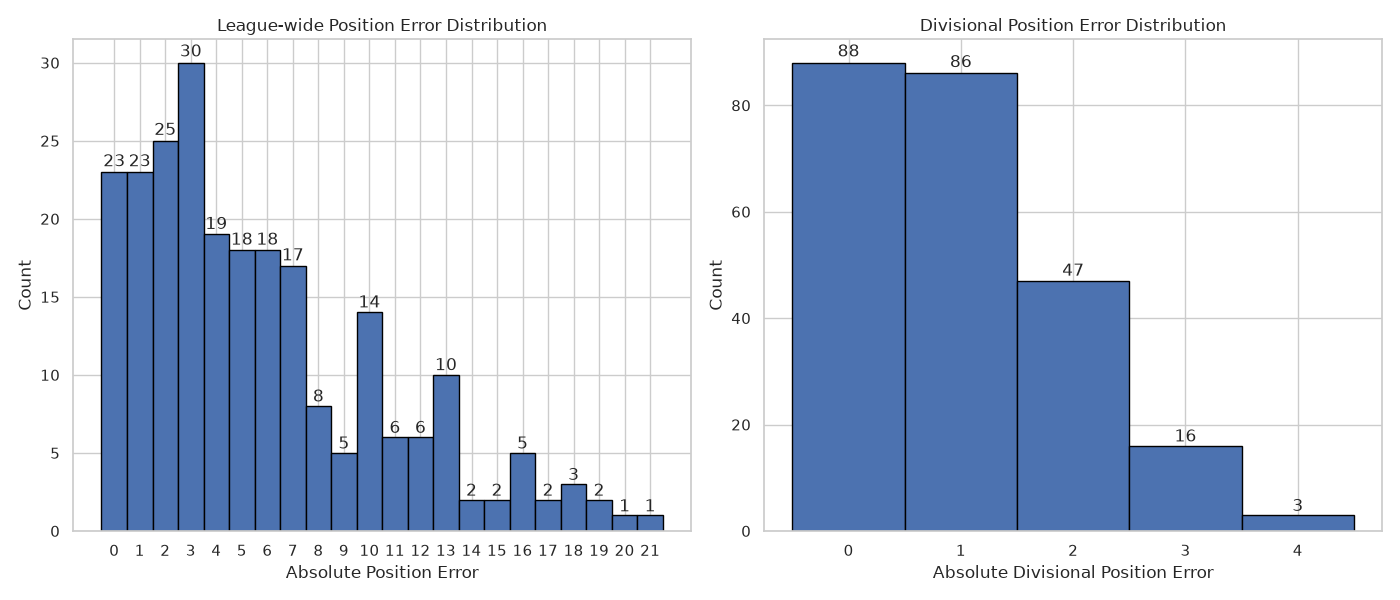 League-wide Position Error Distribution
30
25
20
15
10
5
0
Count
23 23 25 30 19 18 18 17 8 5 14 6 6 10 2 2 5 2 3 2 1 1
0 1 2 3 4 5 6 7 8 9 10 11 12 13 14 15 16 17 18 19 20 21
Absolute Position Error
Divisional Position Error Distribution
80
60
40
20
0
Count
88 86 47 16 3
0 1 2 3 4
Absolute Divisional Position Error